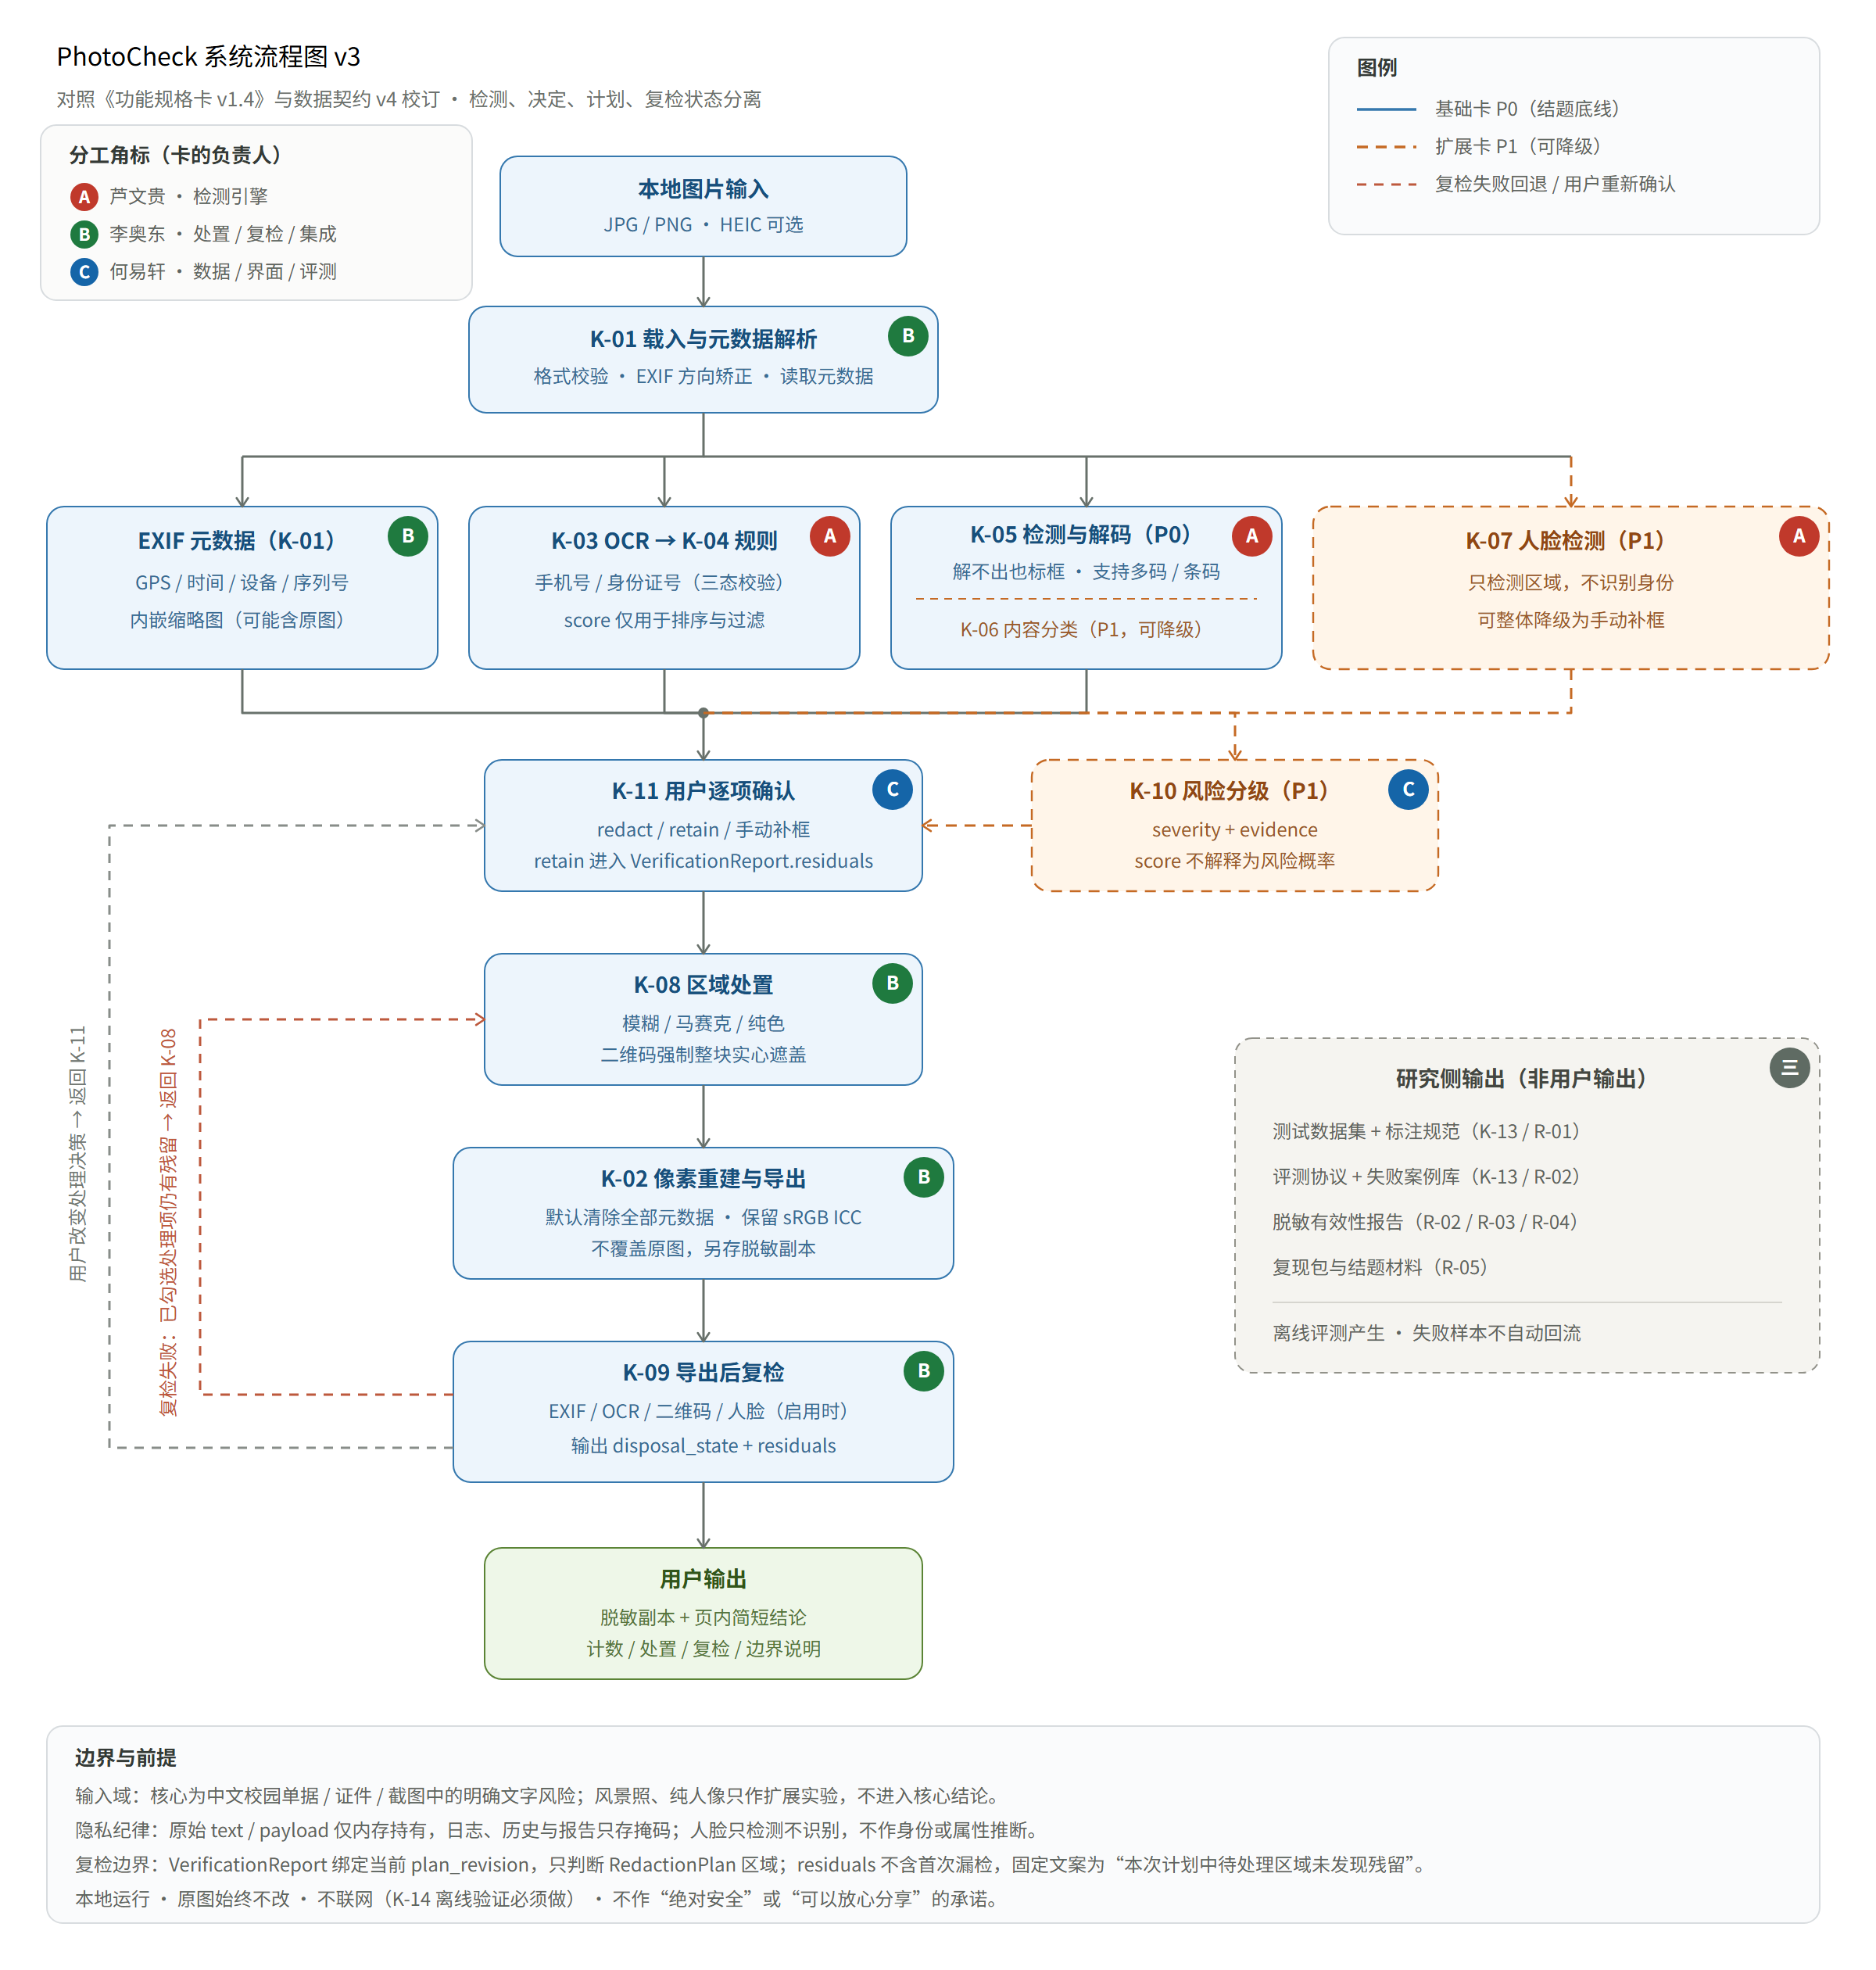 PhotoCheck 系统流程图 v3
对照《功能规格卡 v1.4》与数据契约 v4 校订 · 检测、决定、计划、复检状态分离
图例
基础卡 P0（结题底线）
扩展卡 P1（可降级）
复检失败回退 / 用户重新确认
分工角标（卡的负责人）
A 芦文贵 · 检测引擎
B 李奥东 · 处置 / 复检 / 集成
C 何易轩 · 数据 / 界面 / 评测
本地图片输入
JPG / PNG · HEIC 可选
K-01 载入与元数据解析
B
格式校验 · EXIF 方向矫正 · 读取元数据
EXIF 元数据（K-01）
B
GPS / 时间 / 设备 / 序列号
内嵌缩略图（可能含原图）
K-03 OCR → K-04 规则
A
手机号 / 身份证号（三态校验）
score 仅用于排序与过滤
K-05 检测与解码（P0）
A
解不出也标框 · 支持多码 / 条码
K-06 内容分类（P1，可降级）
K-07 人脸检测（P1）
A
只检测区域，不识别身份
可整体降级为手动补框
K-11 用户逐项确认
C
redact / retain / 手动补框
retain 进入 VerificationReport.residuals
K-10 风险分级（P1）
C
severity + evidence
score 不解释为风险概率
K-08 区域处置
B
模糊 / 马赛克 / 纯色
二维码强制整块实心遮盖
用户改变处理决策 → 返回 K-11
复检失败：已勾选处理项仍有残留 → 返回 K-08
K-02 像素重建与导出
B
默认清除全部元数据 · 保留 sRGB ICC
不覆盖原图，另存脱敏副本
K-09 导出后复检
B
EXIF / OCR / 二维码 / 人脸（启用时）
输出 disposal_state + residuals
研究侧输出（非用户输出）
三
测试数据集 + 标注规范（K-13 / R-01）
评测协议 + 失败案例库（K-13 / R-02）
脱敏有效性报告（R-02 / R-03 / R-04）
复现包与结题材料（R-05）
离线评测产生 · 失败样本不自动回流
用户输出
脱敏副本 + 页内简短结论
计数 / 处置 / 复检 / 边界说明
边界与前提
输入域：核心为中文校园单据 / 证件 / 截图中的明确文字风险；风景照、纯人像只作扩展实验，不进入核心结论。
隐私纪律：原始 text / payload 仅内存持有，日志、历史与报告只存掩码；人脸只检测不识别，不作身份或属性推断。
复检边界：VerificationReport 绑定当前 plan_revision，只判断 RedactionPlan 区域；residuals 不含首次漏检，固定文案为“本次计划中待处理区域未发现残留”。
本地运行 · 原图始终不改 · 不联网（K-14 离线验证必须做） · 不作“绝对安全”或“可以放心分享”的承诺。